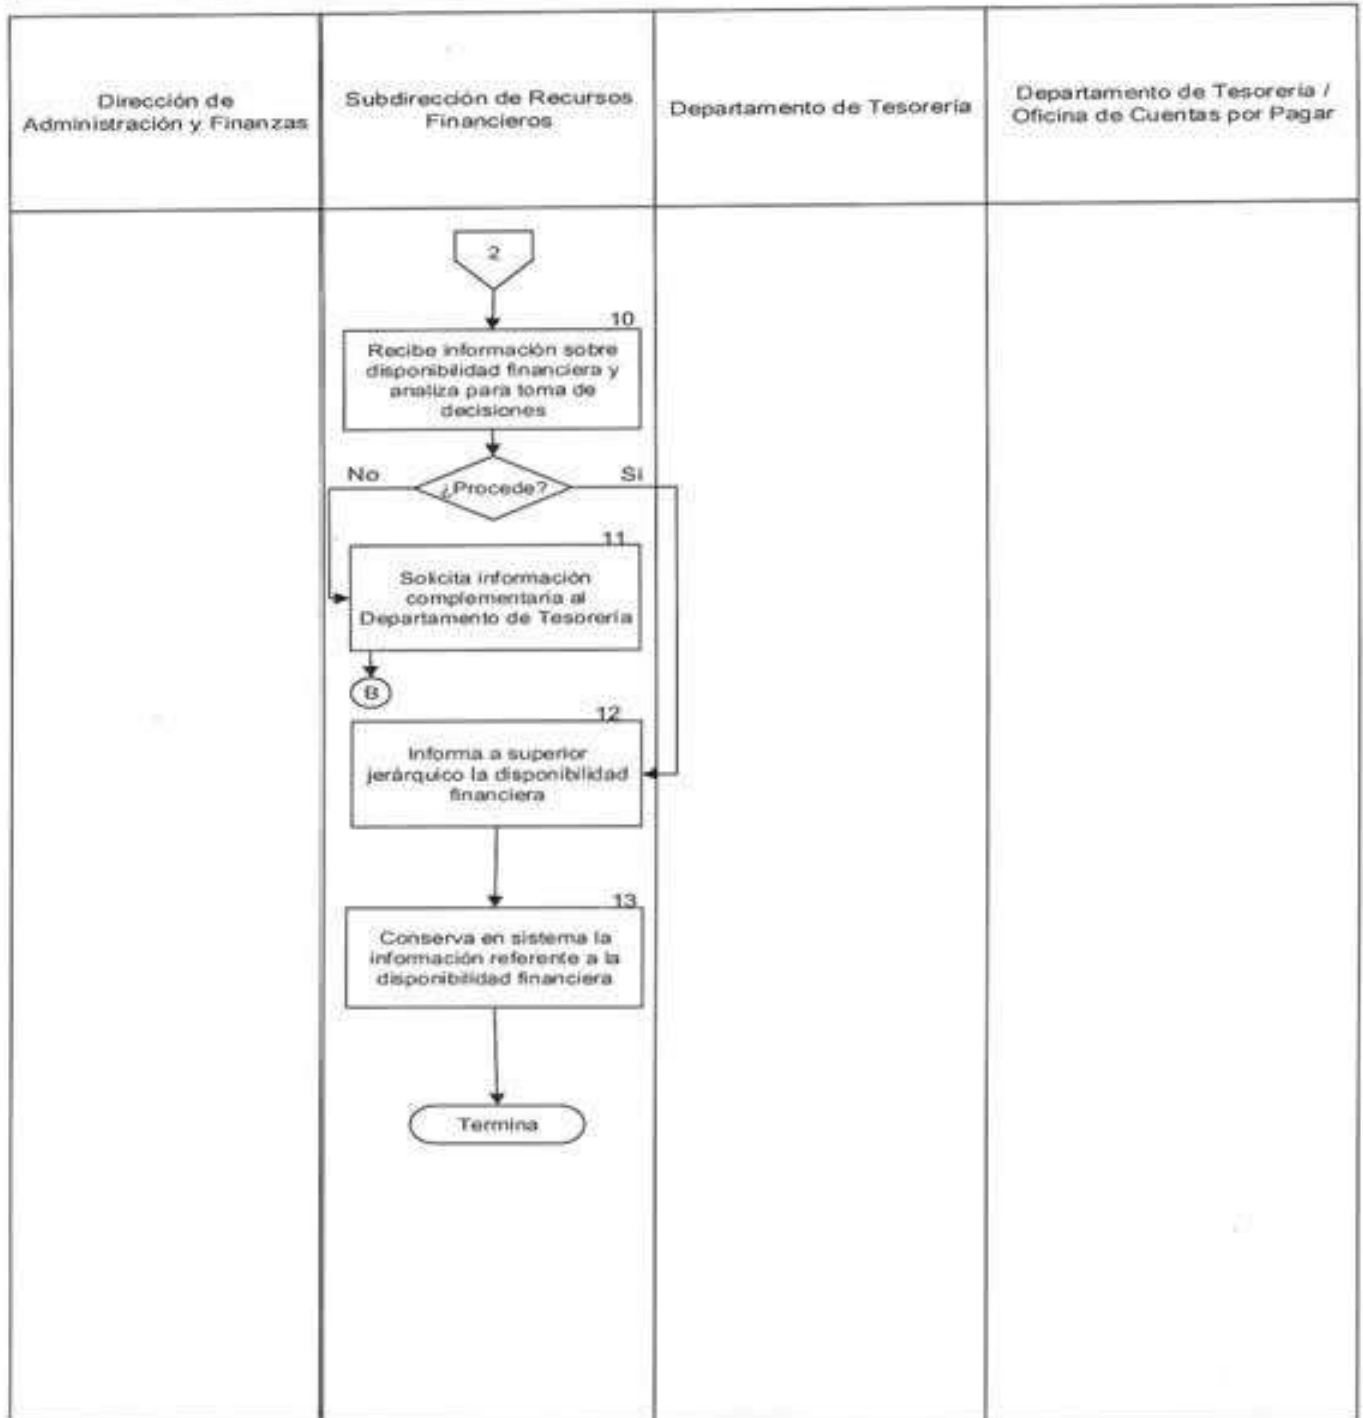 Dirección de
Administración y Finanzas
Subdirección de Recursos
Financieros
Departamento de Tesorería
Departamento de Tesorería /
Oficina de Cuentas por Pagar
2
10
Recibe información sobre
disponibilidad financiera y
analiza para toma de
decisiones
No
¿Procede?
Si
11
Solicita información
complementaria al
Departamento de Tesorería
B
12
Informa a superior
jerárquico la disponibilidad
financiera
13
Conserva en sistema la
información referente a la
disponibilidad financiera
Termina